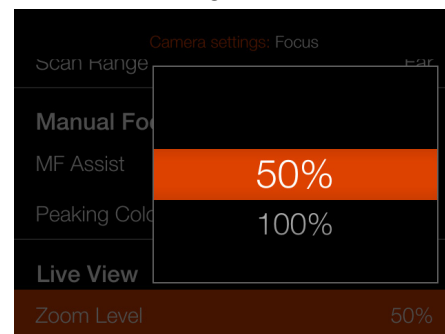 Camera settings: Focus
Scan Range Far
Manual Fo
MF Assist
50%
Peaking Colo
100%
Live View
Zoom Level 50%